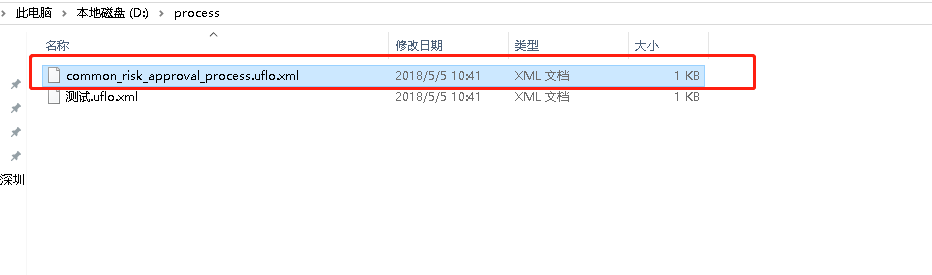 此电脑 › 本地磁盘 (D:) › process
名称 修改日期 类型 大小
common_risk_approval_process.uflo.xml 2018/5/5 10:41 XML 文档 1 KB
测试.uflo.xml 2018/5/5 10:41 XML 文档 1 KB
深圳